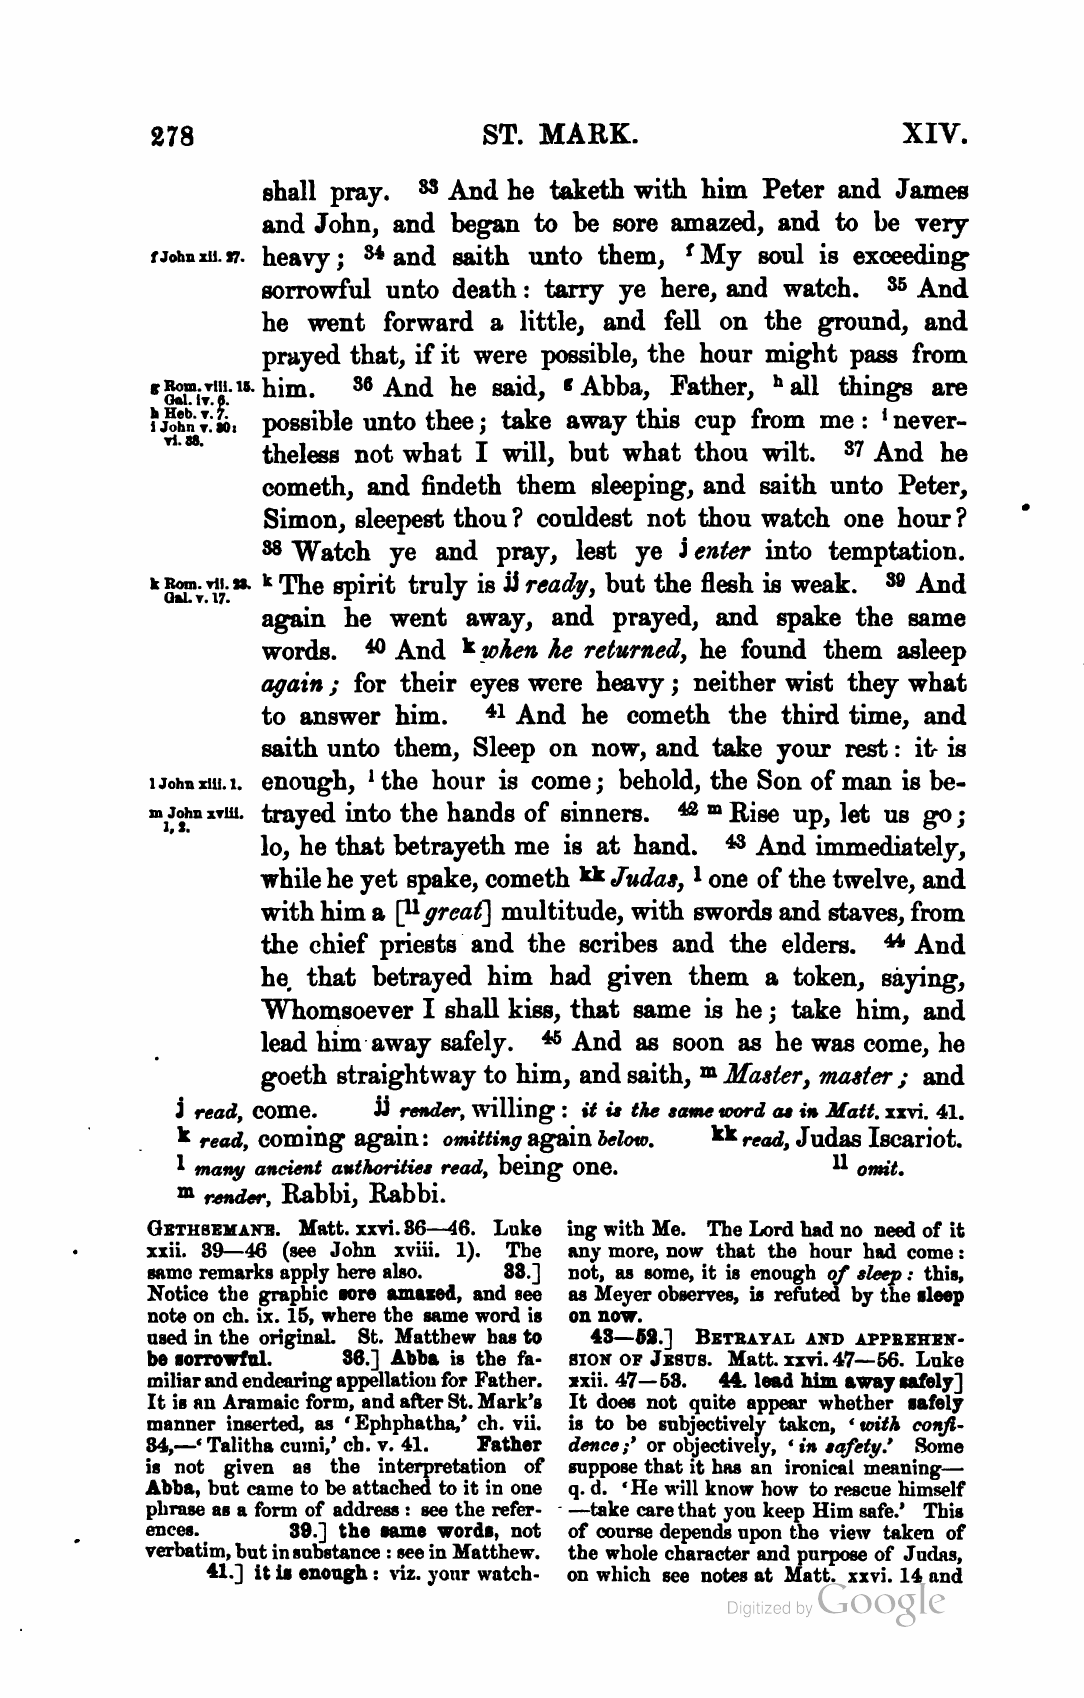 278 ST. MARK. XIV.
shall pray. 33 And he taketh with him Peter and James
and John, and began to be sore amazed, and to be very
f John xii. 27. heavy; 34 and saith unto them, f My soul is exceeding
sorrowful unto death: tarry ye here, and watch. 35 And
he went forward a little, and fell on the ground, and
prayed that, if it were possible, the hour might pass from
g Rom. viii. 15. him. 36 And he said, g Abba, Father, h all things are
Gal. iv. 6.
h Heb. v. 7.
i John v. 30: possible unto thee; take away this cup from me: i never-
vi. 38.
theless not what I will, but what thou wilt. 37 And he
cometh, and findeth them sleeping, and saith unto Peter,
Simon, sleepest thou? couldest not thou watch one hour?
38 Watch ye and pray, lest ye j enter into temptation.
k Rom. vii. 23. k The spirit truly is jj ready, but the flesh is weak. 39 And
Gal. v. 17.
again he went away, and prayed, and spake the same
words. 40 And k when he returned, he found them asleep
again; for their eyes were heavy; neither wist they what
to answer him. 41 And he cometh the third time, and
saith unto them, Sleep on now, and take your rest: it is
l John xiii. 1. enough, l the hour is come; behold, the Son of man is be-
m John xviii. trayed into the hands of sinners. 42 m Rise up, let us go;
1, 2.
lo, he that betrayeth me is at hand. 43 And immediately,
while he yet spake, cometh kk Judas, l one of the twelve, and
with him a [ll great] multitude, with swords and staves, from
the chief priests and the scribes and the elders. 44 And
he that betrayed him had given them a token, saying,
Whomsoever I shall kiss, that same is he; take him, and
lead him away safely. 45 And as soon as he was come, he
goeth straightway to him, and saith, m Master, master; and
j read, come. jj render, willing: it is the same word as in Matt. xxvi. 41.
k read, coming again: omitting again below. kk read, Judas Iscariot.
l many ancient authorities read, being one. ll omit.
m render, Rabbi, Rabbi.
GETHSEMANE. Matt. xxvi. 36—46. Luke
xxii. 39—46 (see John xviii. 1). The
same remarks apply here also. 33.]
Notice the graphic sore amazed, and see
note on ch. ix. 15, where the same word is
used in the original. St. Matthew has to
be sorrowful. 36.] Abba is the fa-
miliar and endearing appellation for Father.
It is an Aramaic form, and after St. Mark's
manner inserted, as 'Ephphatha,' ch. vii.
34,—'Talitha cumi,' ch. v. 41. Father
is not given as the interpretation of
Abba, but came to be attached to it in one
phrase as a form of address: see the refer-
ences. 39.] the same words, not
verbatim, but in substance: see in Matthew.
41.] it is enough: viz. your watch-
ing with Me. The Lord had no need of it
any more, now that the hour had come:
not, as some, it is enough of sleep: this,
as Meyer observes, is refuted by the sleep
on now.
43—52.] BETRAYAL AND APPREHEN-
SION OF JESUS. Matt. xxvi. 47—56. Luke
xxii. 47—53. 44. lead him away safely]
It does not quite appear whether safely
is to be subjectively taken, 'with confi-
dence;' or objectively, 'in safety.' Some
suppose that it has an ironical meaning—
q. d. 'He will know how to rescue himself
—take care that you keep Him safe.' This
of course depends upon the view taken of
the whole character and purpose of Judas,
on which see notes at Matt. xxvi. 14 and
Digitized by Google